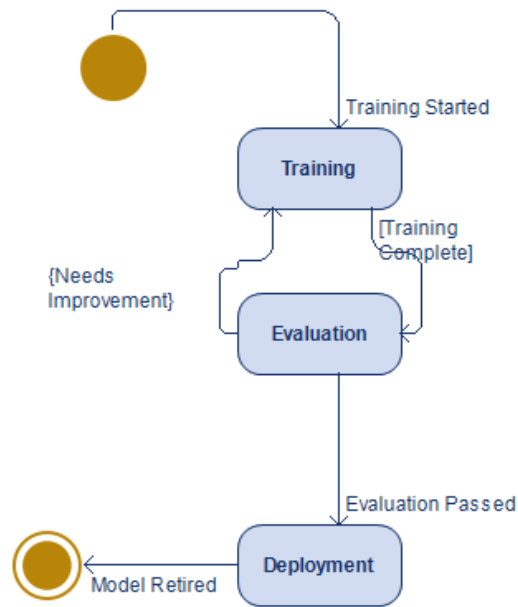 Training Started
Training
[Training
Complete]
{Needs
Improvement}
Evaluation
Evaluation Passed
Deployment
Model Retired